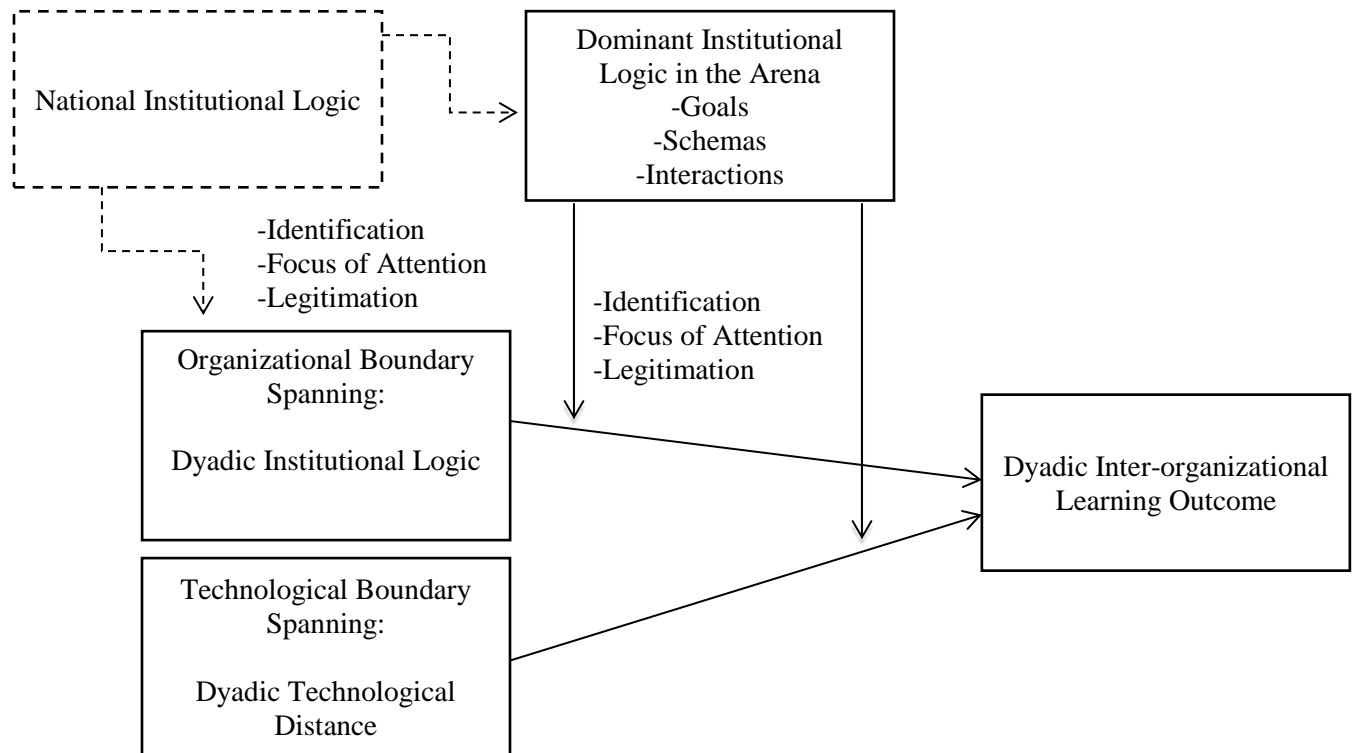 National Institutional Logic
Dominant Institutional
Logic in the Arena
-Goals
-Schemas
-Interactions
-Identification
-Focus of Attention
-Legitimation
-Identification
-Focus of Attention
-Legitimation
Organizational Boundary
Spanning:
Dyadic Institutional Logic
Dyadic Inter-organizational
Learning Outcome
Technological Boundary
Spanning:
Dyadic Technological
Distance